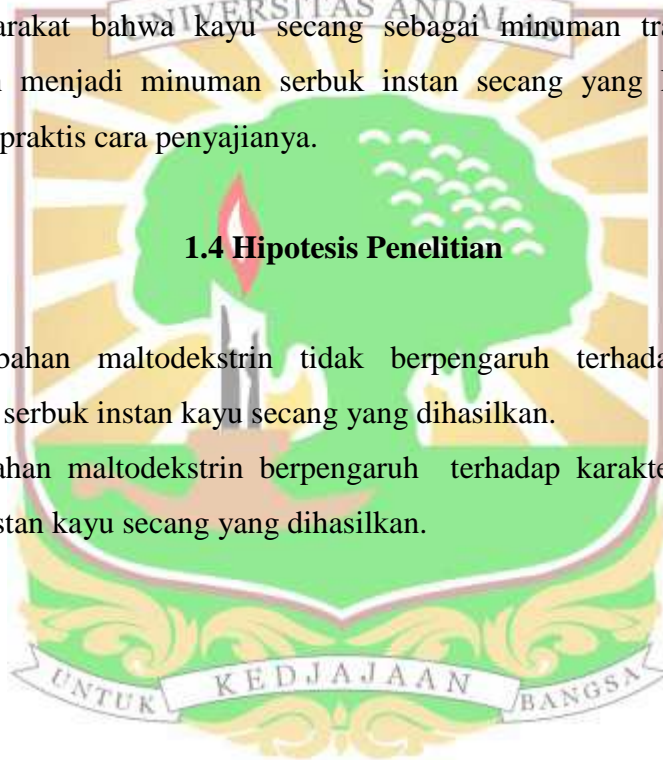 UNIVERSITAS ANDALAS
arakat bahwa kayu secang sebagai minuman tra
menjadi minuman serbuk instan secang yang
praktis cara penyajianya.
1.4 Hipotesis Penelitian
bahan maltodekstrin tidak berpengaruh terhada
serbuk instan kayu secang yang dihasilkan.
ahan maltodekstrin berpengaruh terhadap karakte
stan kayu secang yang dihasilkan.
UNTUK KEDJAJAAN BANGSA